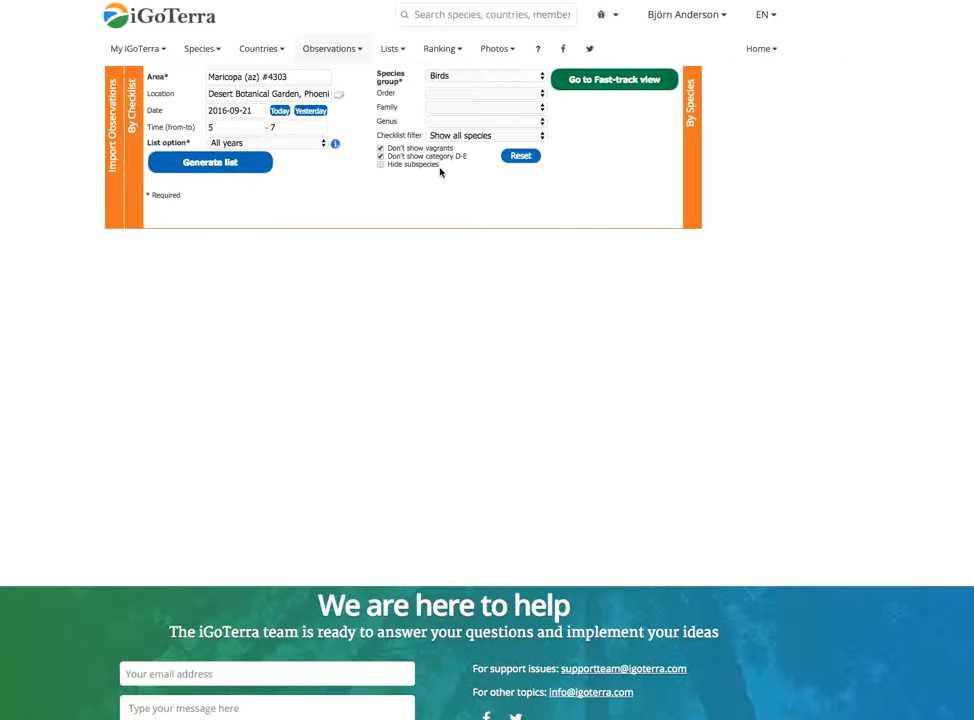 iGoTerra
Search species, countries, member
Björn Anderson
EN
My iGoTerra
Species
Countries
Observations
Lists
Ranking
Photos
?
Home
Import Observations
By Checklist
Area*
Maricopa (az) #4303
Location
Desert Botanical Garden, Phoeni
Date
2016-09-21
Today
Yesterday
Time (from-to)
5
- 7
List option*
All years
Generate list
* Required
Species group*
Birds
Order
Family
Genus
Checklist filter
Show all species
Don't show vagrants
Don't show category D-E
Hide subspecies
Reset
Go to Fast-track view
By Species
We are here to help
The iGoTerra team is ready to answer your questions and implement your ideas
Your email address
Type your message here
For support issues: supportteam@igoterra.com
For other topics: info@igoterra.com